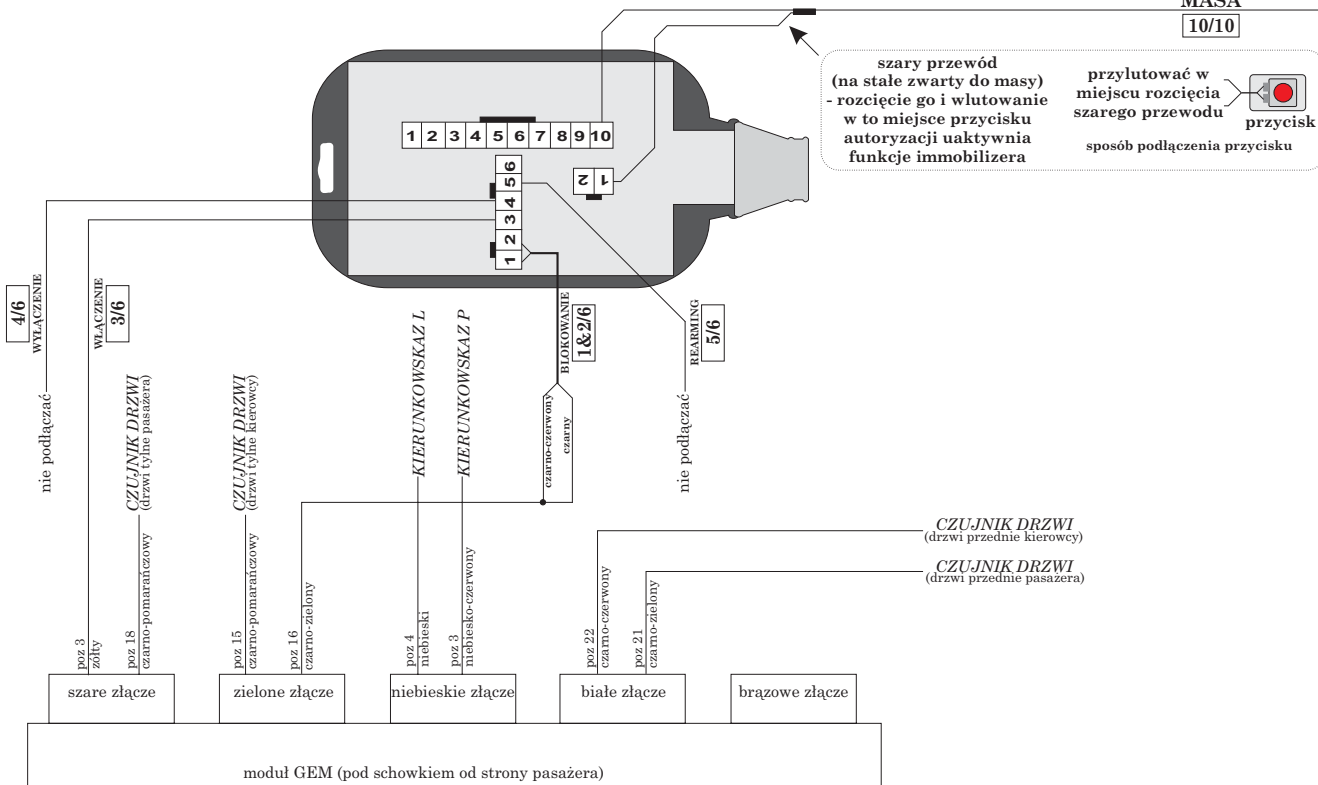 MASA
10/10
szary przewód
(na stałe zwarty do masy)
- rozcięcie go i wlutowanie
w to miejsce przycisku
autoryzacji uaktywnia
funkcje immobilizera
przylutować w
miejscu rozcięcia
szarego przewodu
przycisk
sposób podłączenia przycisku
1 2 3 4 5 6 7 8 9 10
1 2 3 4 5 6
1 2
4/6
WYŁĄCZENIE
nie podłączać
WŁĄCZENIE
3/6
CZUJNIK DRZWI
(drzwi tylne pasażera)
CZUJNIK DRZWI
(drzwi tylne kierowcy)
KIERUNKOWSKAZ L
KIERUNKOWSKAZ P
BLOKOWANIE
1&2/6
czarno-czerwony
czarny
REARMING
5/6
nie podłączać
CZUJNIK DRZWI
(drzwi przednie kierowcy)
CZUJNIK DRZWI
(drzwi przednie pasażera)
poz 3
żółty
poz 18
czarno-pomarańczowy
poz 15
czarno-pomarańczowy
poz 16
czarno-zielony
poz 4
niebieski
poz 3
niebiesko-czerwony
poz 22
czarno-czerwony
poz 21
czarno-zielony
szare złącze
zielone złącze
niebieskie złącze
białe złącze
brązowe złącze
moduł GEM (pod schowkiem od strony pasażera)